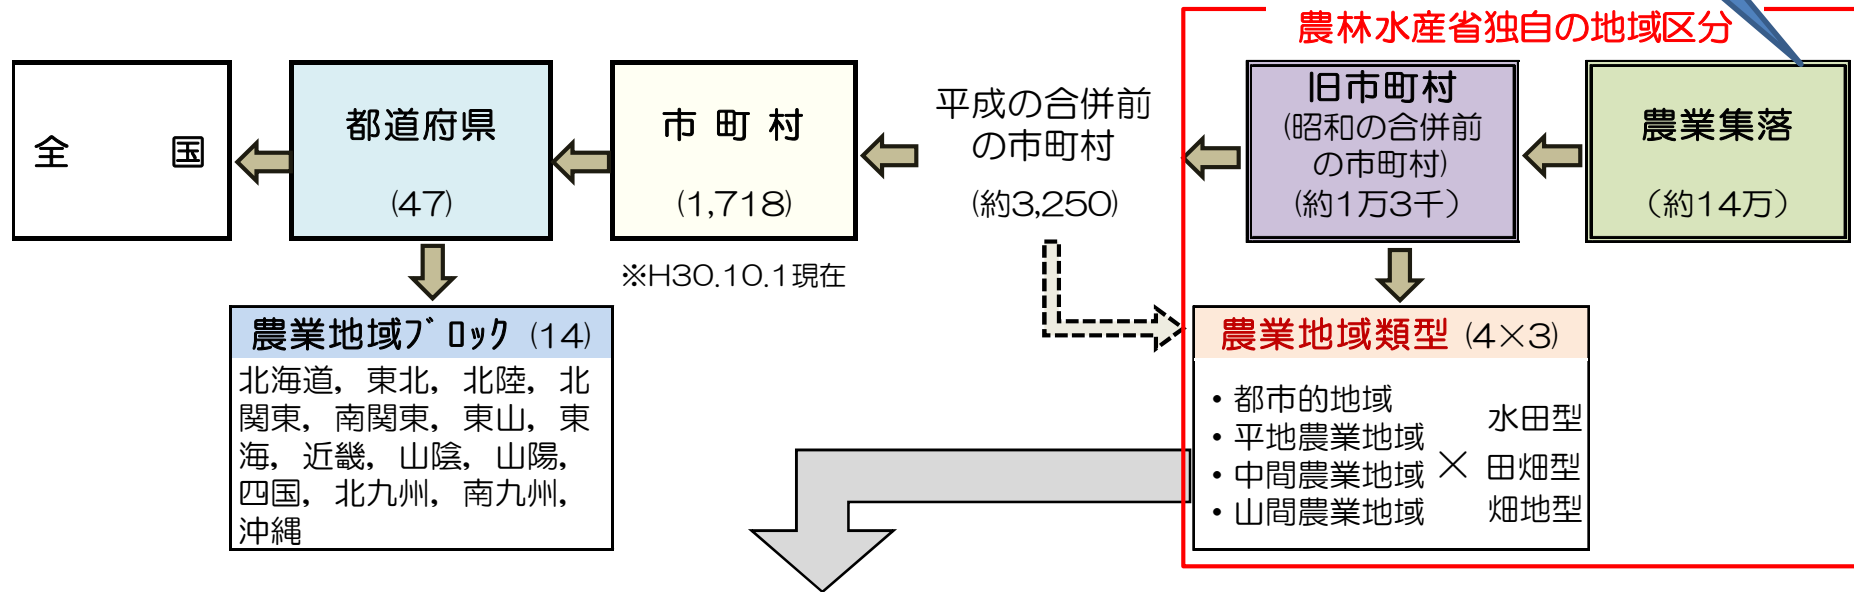 農林水産省独自の地域区分
全　国
都道府県
(47)
市 町 村
(1,718)
※H30.10.1現在
平成の合併前
の市町村
(約3,250)
旧市町村
(昭和の合併前
の市町村)
(約1万3千)
農業集落
(約14万)
農業地域ﾌﾞﾛｯｸ (14)
北海道，東北，北陸，北
関東，南関東，東山，東
海，近畿，山陰，山陽，
四国，北九州，南九州，
沖縄
農業地域類型 (4×3)
・都市的地域
・平地農業地域
・中間農業地域
・山間農業地域
×
水田型
田畑型
畑地型